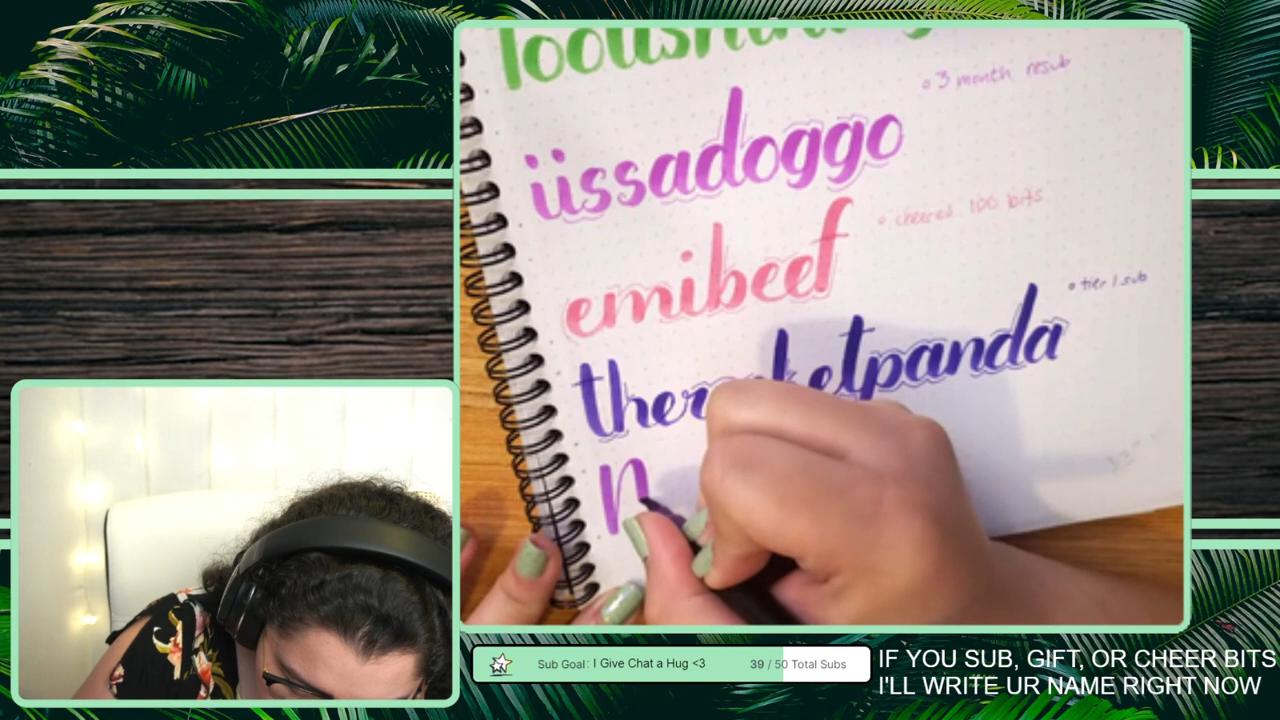 3 month resub
üssadoggo
cheered 100 bits
emibeef
tier 1 sub
Sub Goal: I Give Chat a Hug <3
39 / 50 Total Subs
IF YOU SUB, GIFT, OR CHEER BITS
I'LL WRITE UR NAME RIGHT NOW